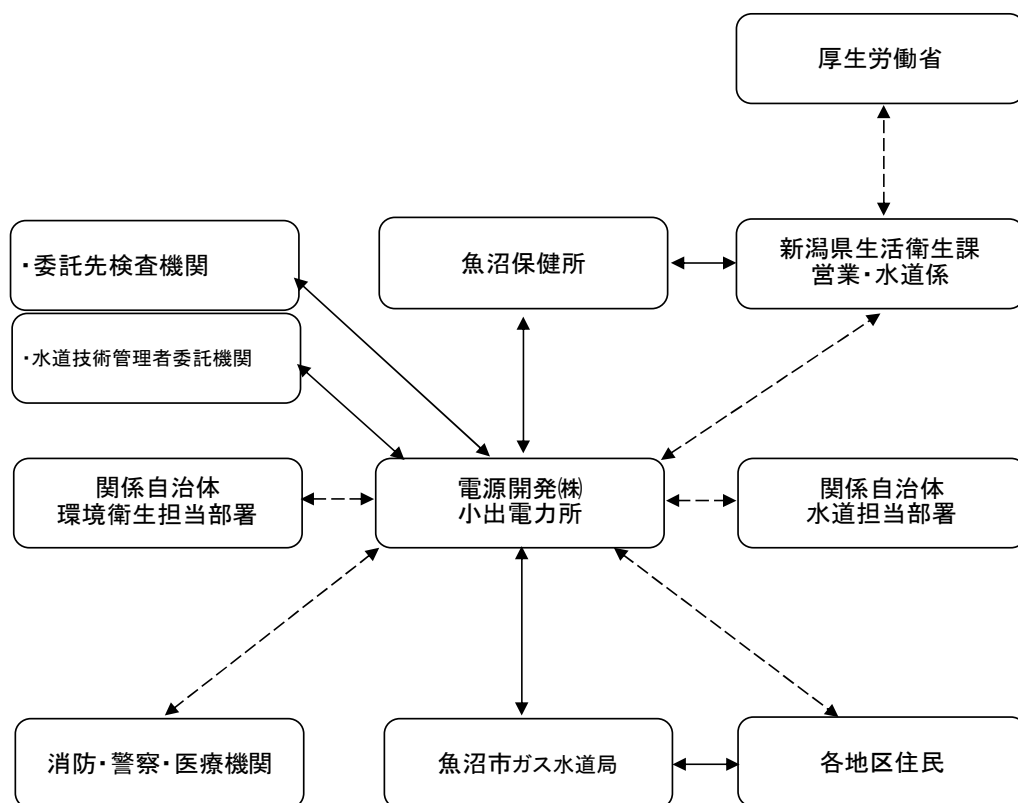 厚生労働省
・委託先検査機関
魚沼保健所
新潟県生活衛生課
営業・水道係
・水道技術管理者委託機関
関係自治体
環境衛生担当部署
電源開発㈱
小出電力所
関係自治体
水道担当部署
消防・警察・医療機関
魚沼市ガス水道局
各地区住民